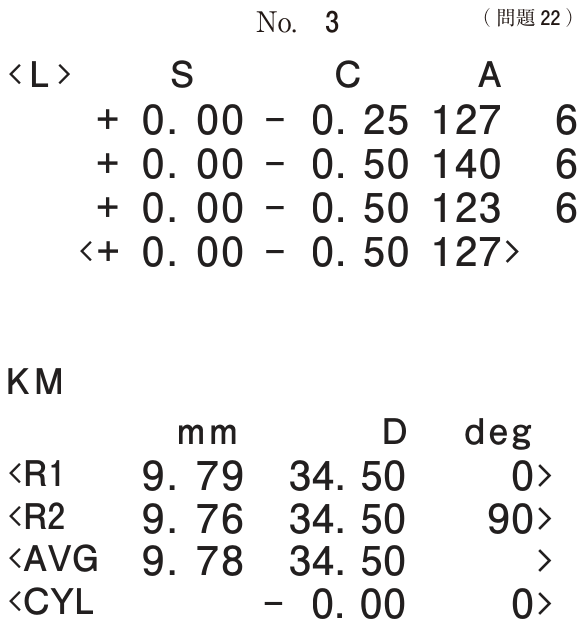 No. 3 （問題 22）
<L> S C A
+ 0. 00 - 0. 25 127 6
+ 0. 00 - 0. 50 140 6
+ 0. 00 - 0. 50 123 6
<+ 0. 00 - 0. 50 127>
KM
mm D deg
<R1 9. 79 34. 50 0>
<R2 9. 76 34. 50 90>
<AVG 9. 78 34. 50 >
<CYL - 0. 00 0>